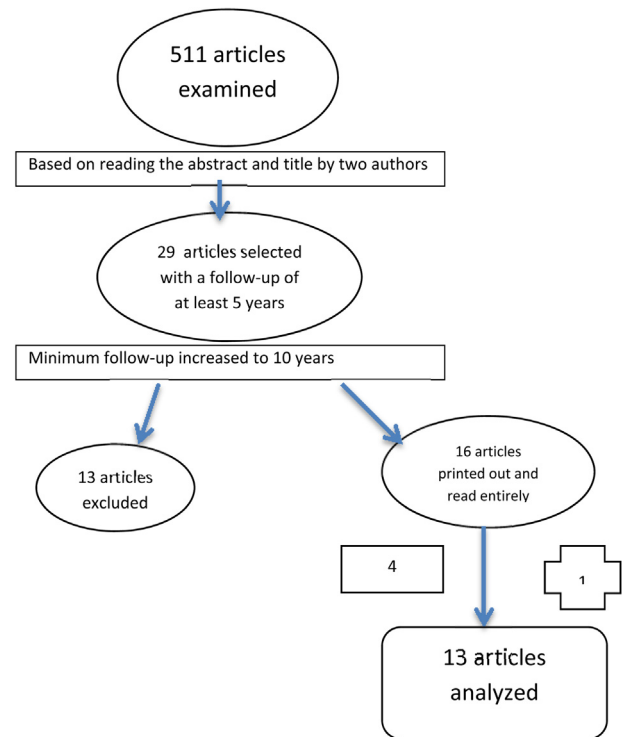 511 articles
examined
Based on reading the abstract and title by two authors
29 articles selected
with a follow-up of
at least 5 years
Minimum follow-up increased to 10 years
13 articles
excluded
16 articles
printed out and
read entirely
4
1
13 articles
analyzed